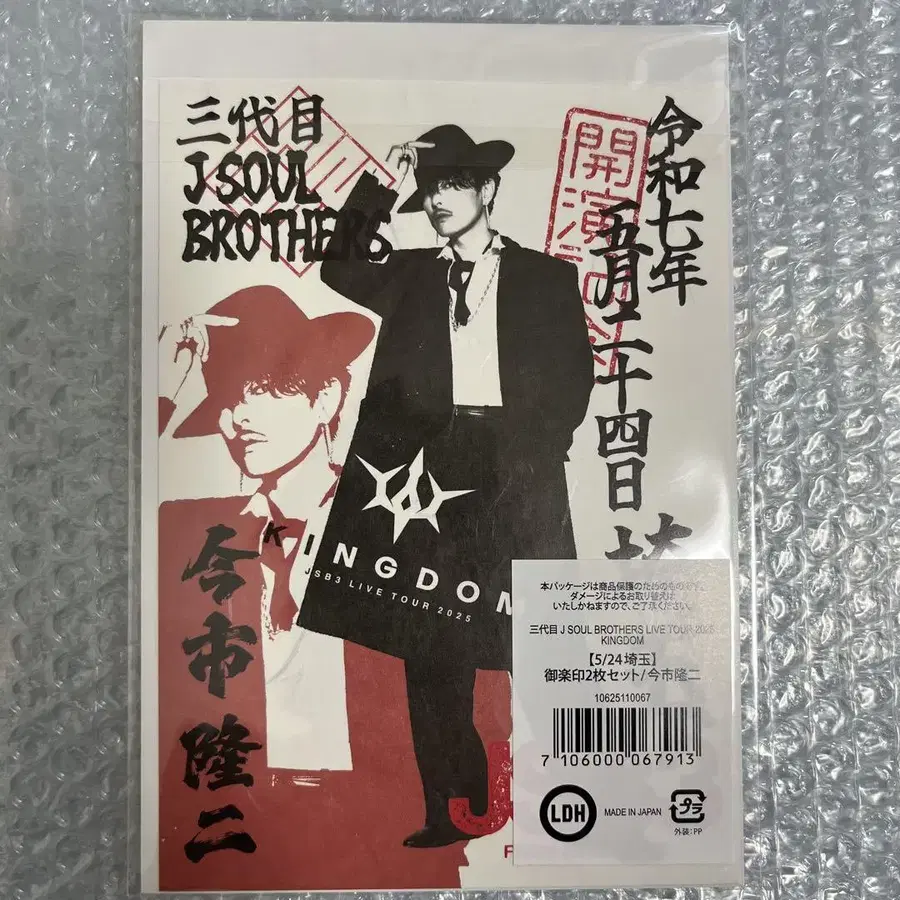 三代目
J SOUL
BROTHERS
令和七年
五月二十四日
開演
今市隆二
KINGDOM
JSB3 LIVE TOUR 2025
本パッケージは商品保護のためのものです。
ダメージによるお取り替えは
いたしかねますので、ご了承ください。
三代目 J SOUL BROTHERS LIVE TOUR 2025
KINGDOM
【5/24埼玉】
御楽印2枚セット/今市隆二
10625110067
7 106000 067913
LDH
MADE IN JAPAN
プラ
外装:PP